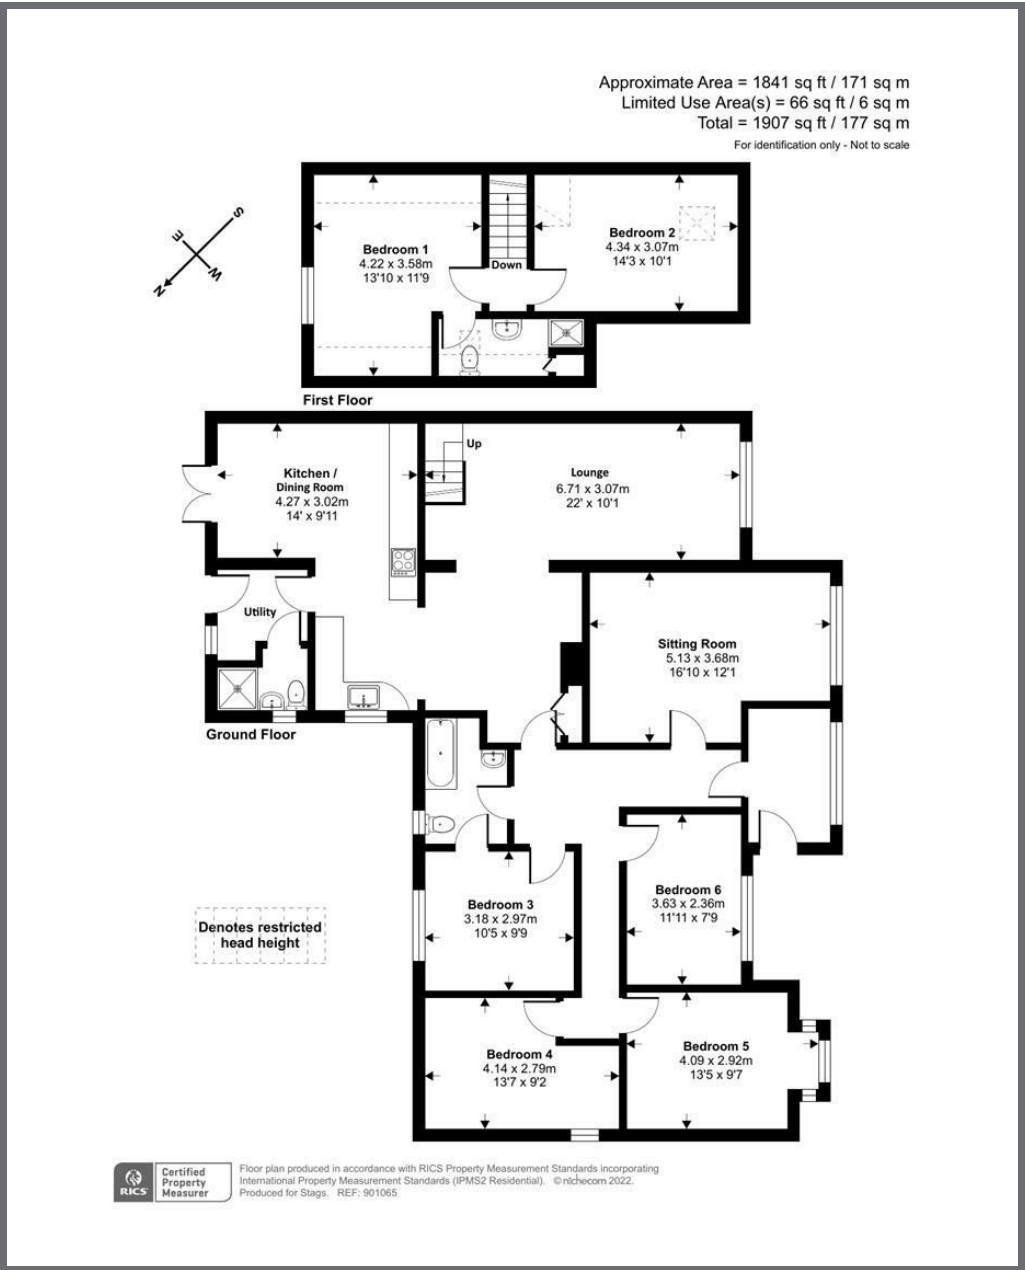 Approximate Area = 1841 sq ft / 171 sq m
Limited Use Area(s) = 66 sq ft / 6 sq m
Total = 1907 sq ft / 177 sq m
For identification only - Not to scale
S
E
W
N
Bedroom 1
4.22 x 3.58m
13'10 x 11'9
Down
Bedroom 2
4.34 x 3.07m
14'3 x 10'1
First Floor
Kitchen /
Dining Room
4.27 x 3.02m
14' x 9'11
Up
Lounge
6.71 x 3.07m
22' x 10'1
Utility
Sitting Room
5.13 x 3.68m
16'10 x 12'1
Ground Floor
Bedroom 3
3.18 x 2.97m
10'5 x 9'9
Bedroom 6
3.63 x 2.36m
11'11 x 7'9
Denotes restricted
head height
Bedroom 4
4.14 x 2.79m
13'7 x 9'2
Bedroom 5
4.09 x 2.92m
13'5 x 9'7
RICS
Certified
Property
Measurer
Floor plan produced in accordance with RICS Property Measurement Standards incorporating
International Property Measurement Standards (IPMS2 Residential). © nichecom 2022.
Produced for Stags. REF: 901065